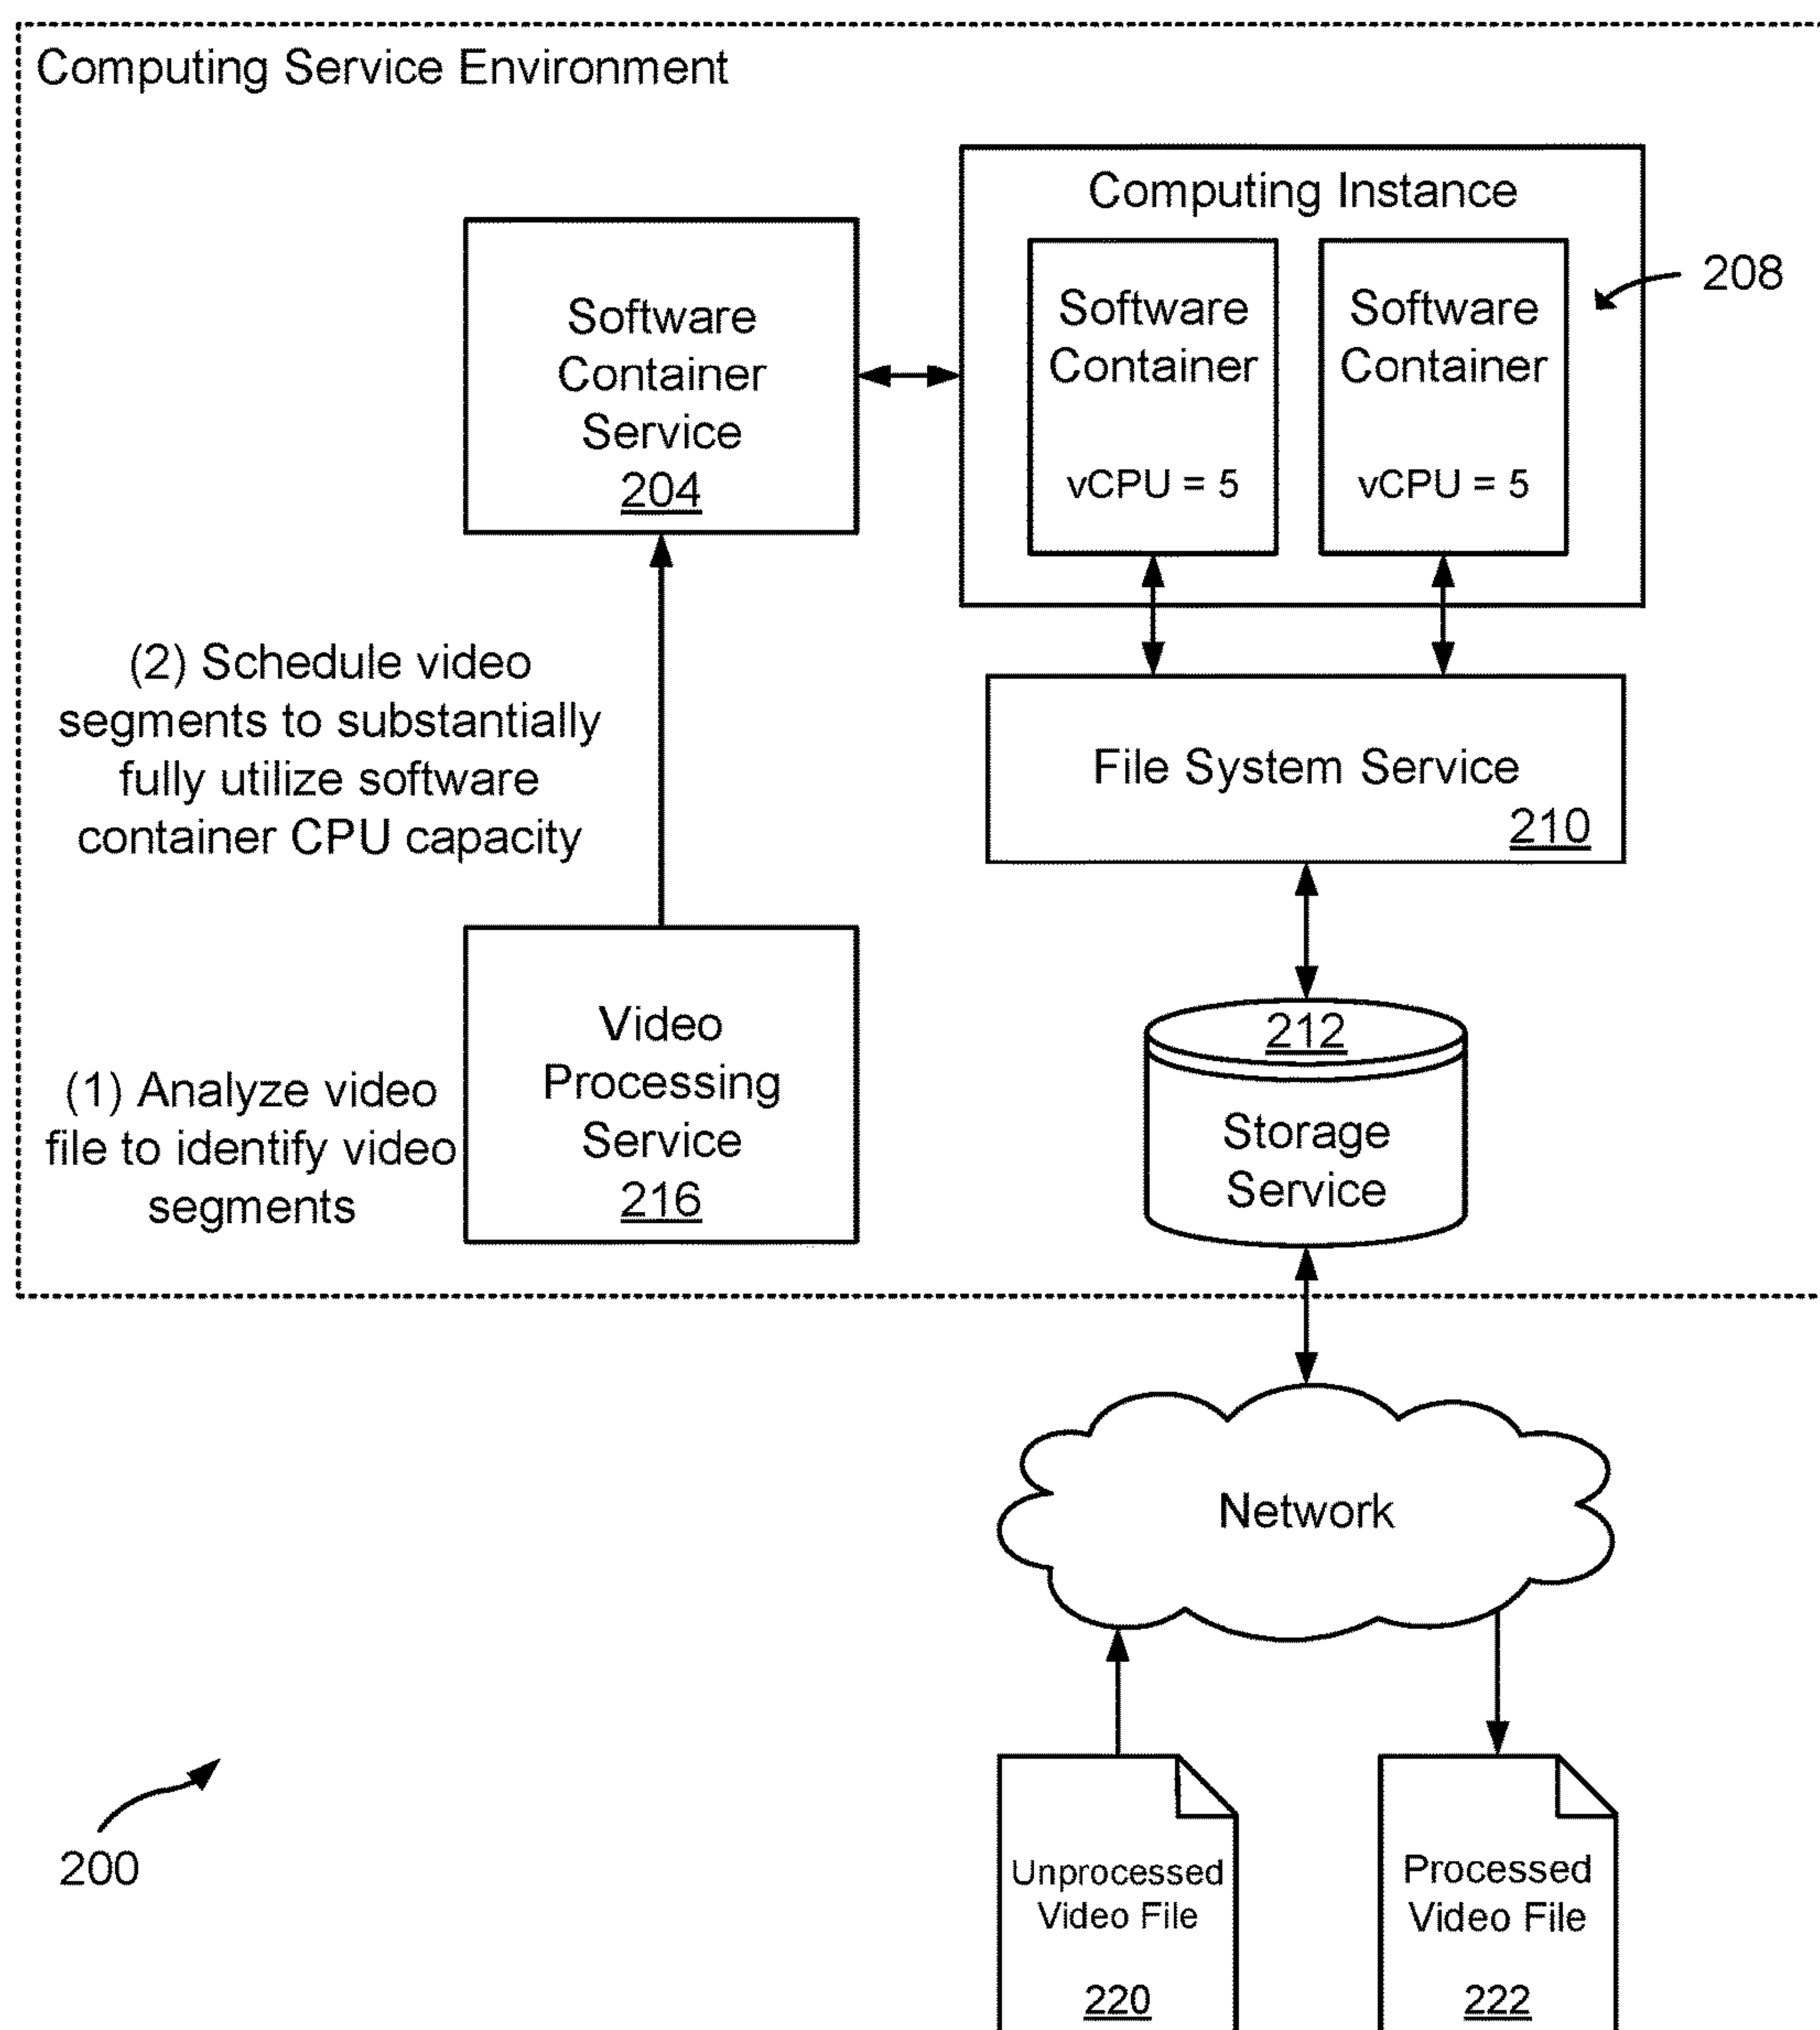 Computing Service Environment
Computing Instance
Software
Container
vCPU = 5
Software
Container
vCPU = 5
208
Software
Container
Service
204
(2) Schedule video
segments to substantially
fully utilize software
container CPU capacity
File System Service
210
Video
Processing
Service
216
(1) Analyze video
file to identify video
segments
212
Storage
Service
Network
200
Unprocessed
Video File
220
Processed
Video File
222